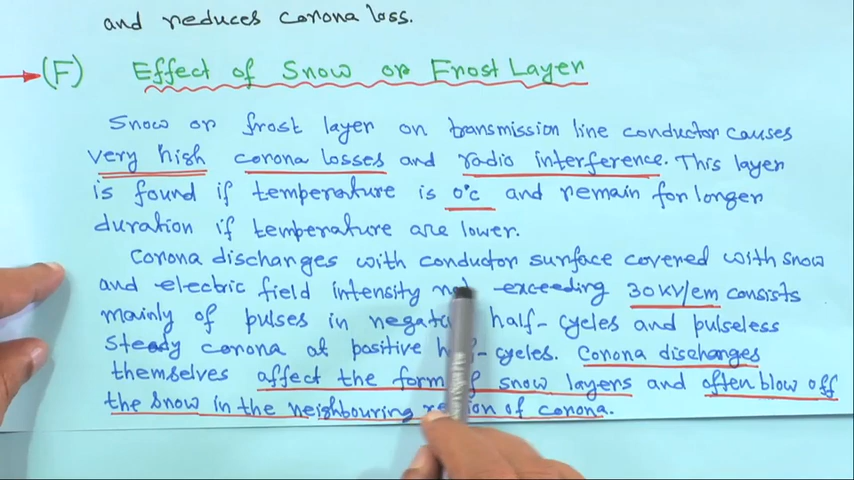 and reduces corona loss.
(F) Effect of Snow or Frost Layer
Snow or frost layer on transmission line conductor causes
very high corona losses and radio interference. This layer
is found if temperature is 0°c and remain for longer
duration if temperature are lower.
Corona discharges with conductor surface covered with snow
and electric field intensity exceeding 30KV/cm consists
mainly of pulses in half-cycles and pulseless
Steady corona at positive cycles. Corona discharges
themselves affect the form of snow layers and often blow off
the snow in the neighbouring region of corona.